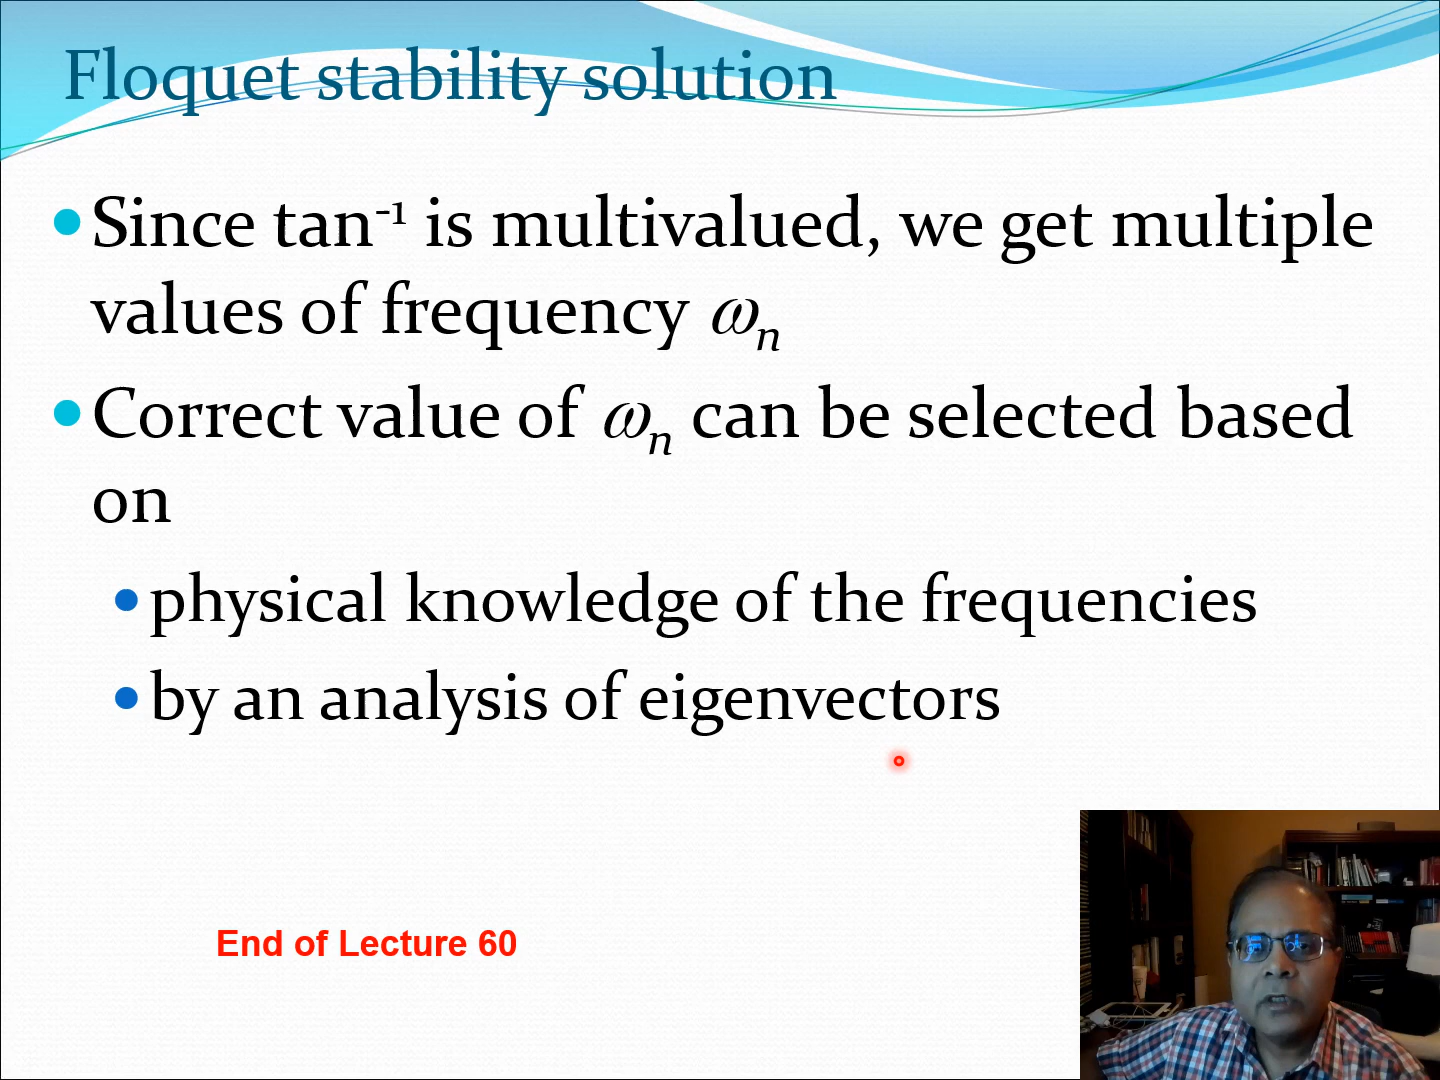 Floquet stability solution
Since tan⁻¹ is multivalued, we get multiple
values of frequency ωₙ
Correct value of ωₙ can be selected based
on
physical knowledge of the frequencies
by an analysis of eigenvectors
End of Lecture 60